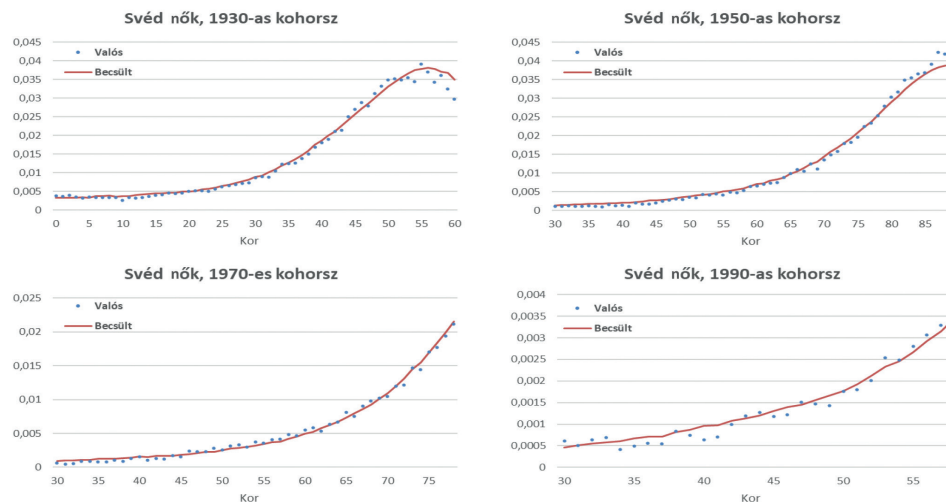 Svéd nők, 1930-as kohorsz
0,045
0,04
0,035
0,03
0,025
0,02
0,015
0,01
0,005
0
Valós
Becsült
0 5 10 15 20 25 30 35 40 45 50 55 60
Kor
Svéd nők, 1950-as kohorsz
0,045
0,04
0,035
0,03
0,025
0,02
0,015
0,01
0,005
0
Valós
Becsült
30 35 40 45 50 55 60 65 70 75 80 85
Kor
Svéd nők, 1970-es kohorsz
0,025
0,02
0,015
0,01
0,005
0
Valós
Becsült
30 35 40 45 50 55 60 65 70 75
Kor
Svéd nők, 1990-as kohorsz
0,004
0,0035
0,003
0,0025
0,002
0,0015
0,001
0,0005
0
Valós
Becsült
30 35 40 45 50 55
Kor